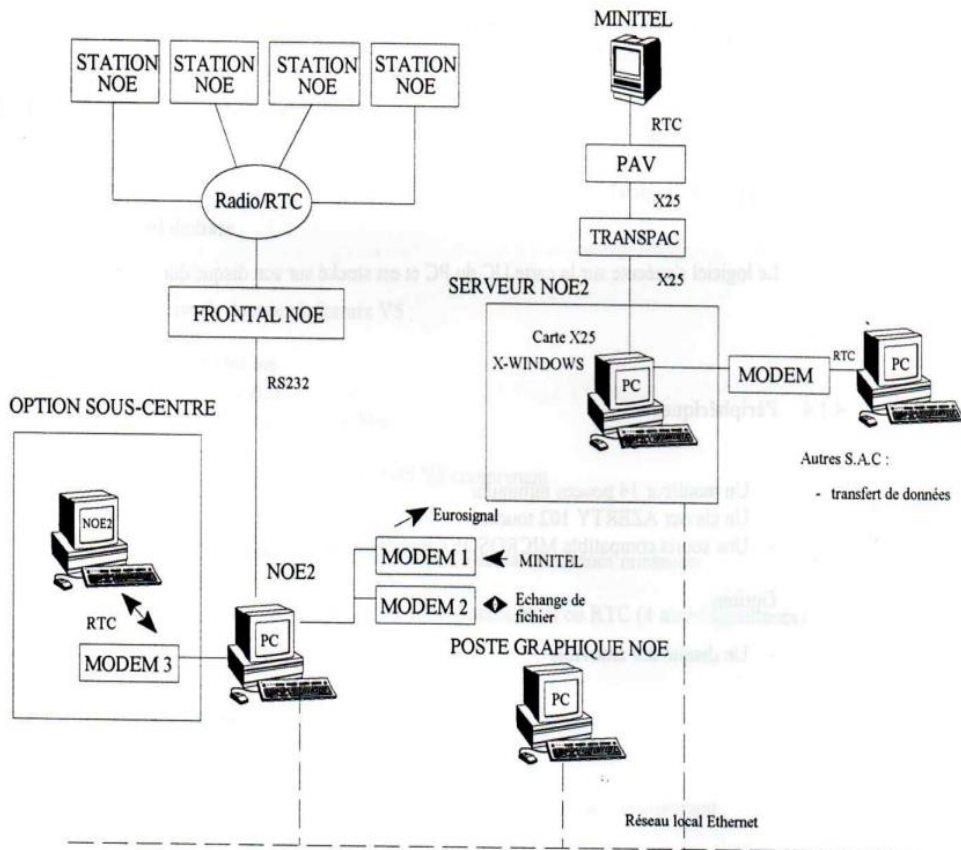 MINITEL
STATION NOE
STATION NOE
STATION NOE
STATION NOE
RTC
PAV
Radio/RTC
X25
TRANSPAC
X25
SERVEUR NOE2
FRONTAL NOE
Carte X25
X-WINDOWS
PC
MODEM
RTC
PC
RS232
OPTION SOUS-CENTRE
Autres S.A.C :
- transfert de données
Eurosignal
NOE2
NOE2
MODEM 1
MINITEL
MODEM 2
Echange de
fichier
RTC
PC
MODEM 3
POSTE GRAPHIQUE NOE
PC
Réseau local Ethernet